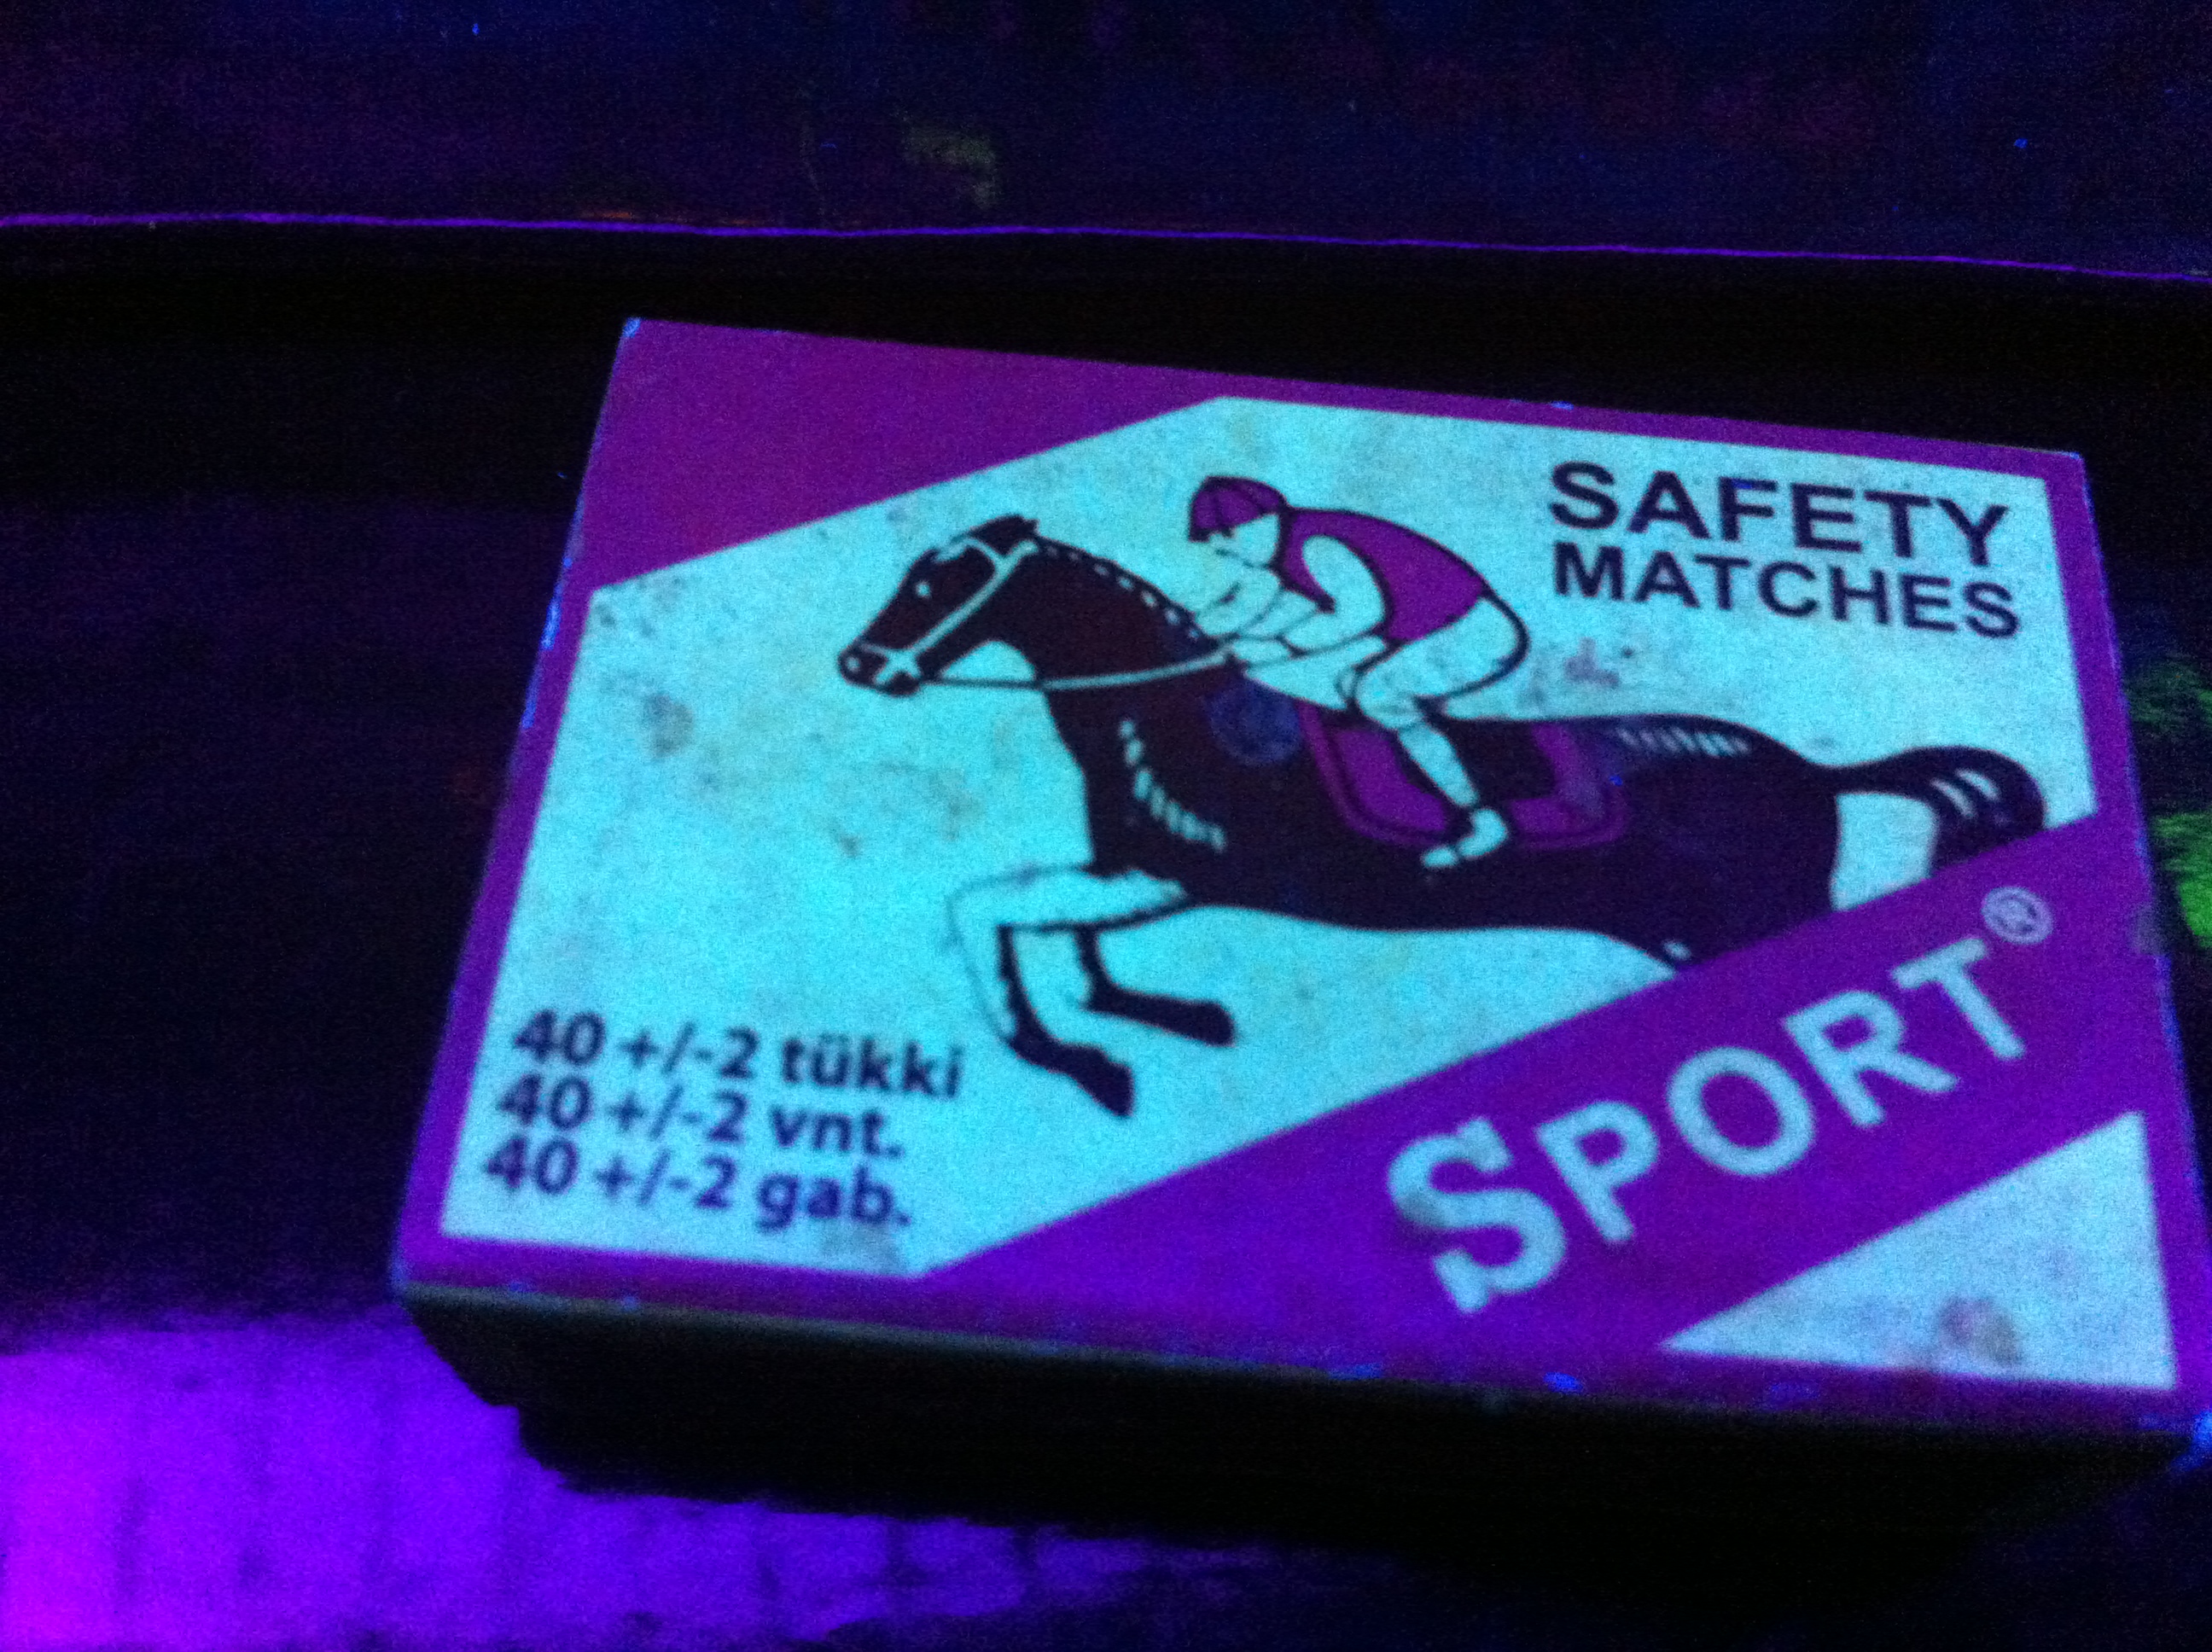 SAFETY
MATCHES
40 +/-2 tükki
40 +/-2 vnt.
40 +/-2 gab.
SPORT®